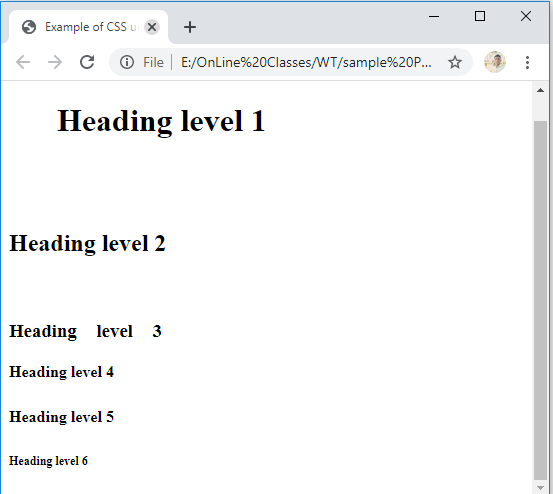 Example of CSS u
File E:/OnLine%20Classes/WT/sample%20P...
Heading level 1
Heading level 2
Heading level 3
Heading level 4
Heading level 5
Heading level 6